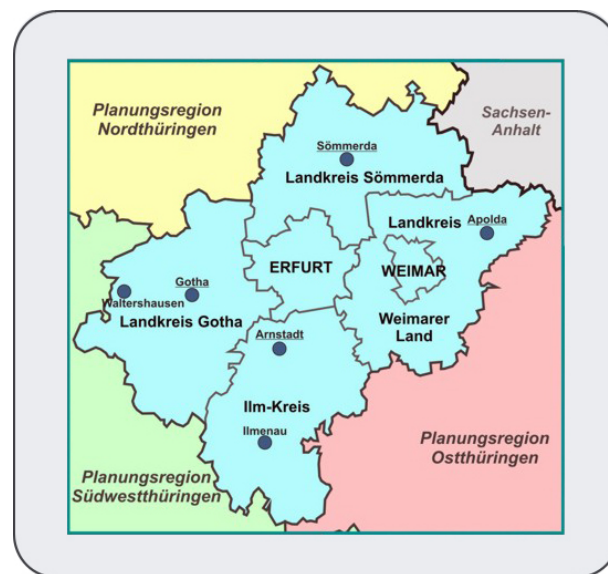 Planungsregion
Nordthüringen
Sachsen-
Anhalt
Sömmerda
Landkreis Sömmerda
Landkreis
Apolda
ERFURT
WEIMAR
Gotha
Waltershausen
Landkreis Gotha
Weimarer
Land
Arnstadt
Ilm-Kreis
Ilmenau
Planungsregion
Ostthüringen
Planungsregion
Südwestthüringen